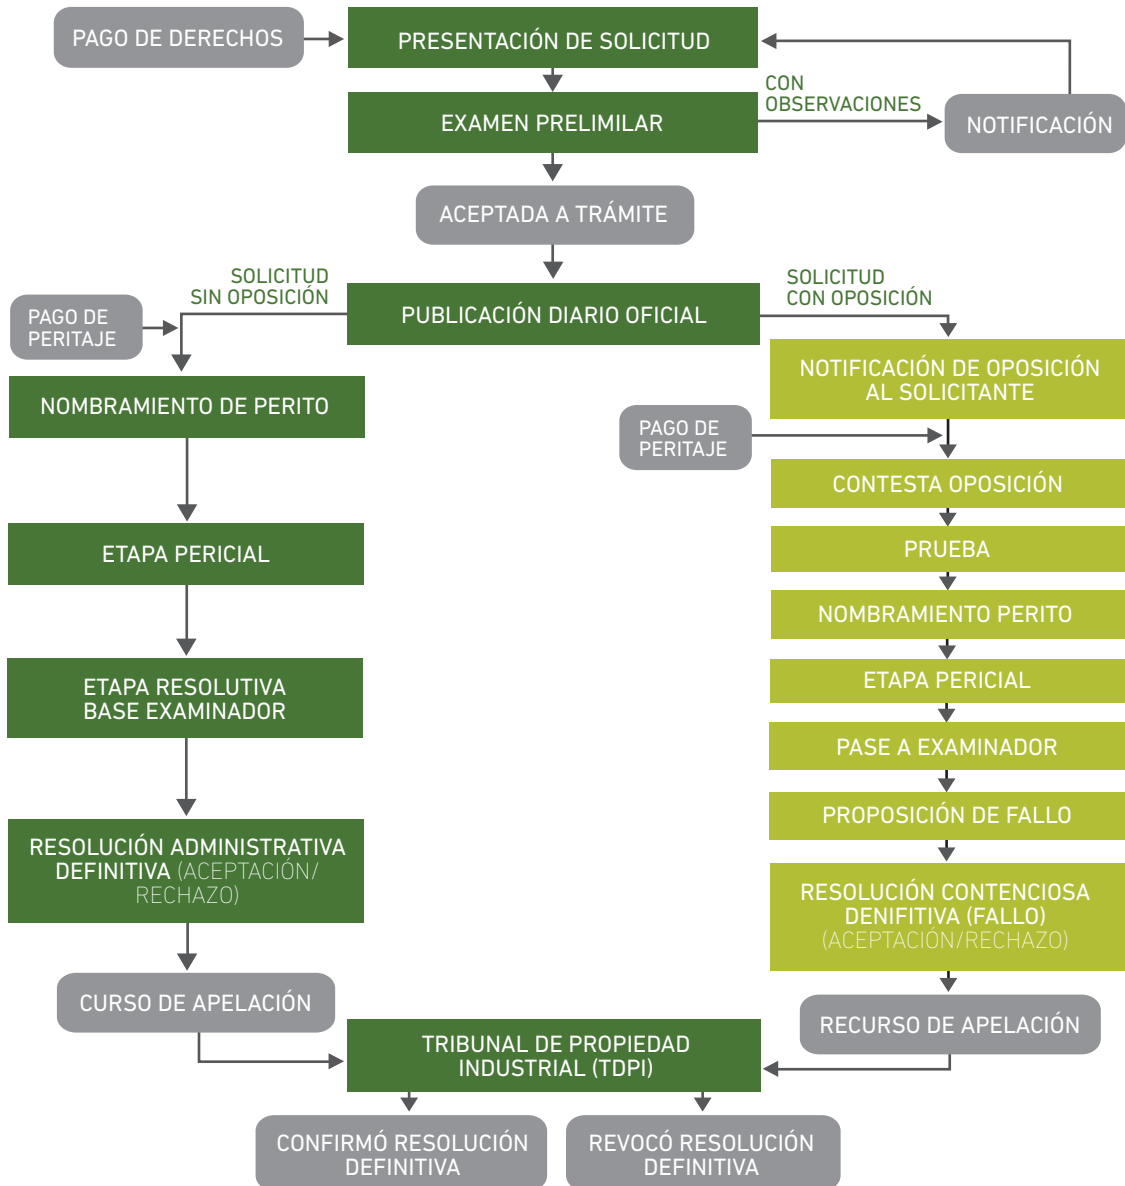 PAGO DE DERECHOS
PRESENTACIÓN DE SOLICITUD
CON
OBSERVACIONES
EXAMEN PRELIMILAR
NOTIFICACIÓN
ACEPTADA A TRÁMITE
SOLICITUD
SIN OPOSICIÓN
SOLICITUD
CON OPOSICIÓN
PUBLICACIÓN DIARIO OFICIAL
PAGO DE
PERITAJE
NOMBRAMIENTO DE PERITO
ETAPA PERICIAL
ETAPA RESOLUTIVA
BASE EXAMINADOR
RESOLUCIÓN ADMINISTRATIVA
DEFINITIVA (ACEPTACIÓN/
RECHAZO)
CURSO DE APELACIÓN
NOTIFICACIÓN DE OPOSICIÓN
AL SOLICITANTE
PAGO DE
PERITAJE
CONTESTA OPOSICIÓN
PRUEBA
NOMBRAMIENTO PERITO
ETAPA PERICIAL
PASE A EXAMINADOR
PROPOSICIÓN DE FALLO
RESOLUCIÓN CONTENCIOSA
DENIFITIVA (FALLO)
(ACEPTACIÓN/RECHAZO)
RECURSO DE APELACIÓN
TRIBUNAL DE PROPIEDAD
INDUSTRIAL (TDPI)
CONFIRMÓ RESOLUCIÓN
DEFINITIVA
REVOCÓ RESOLUCIÓN
DEFINITIVA